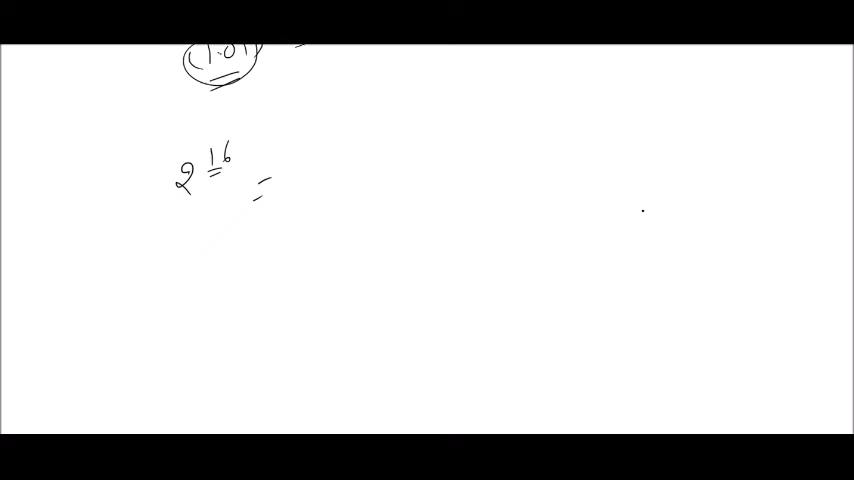 (1.01) =
2^16 =